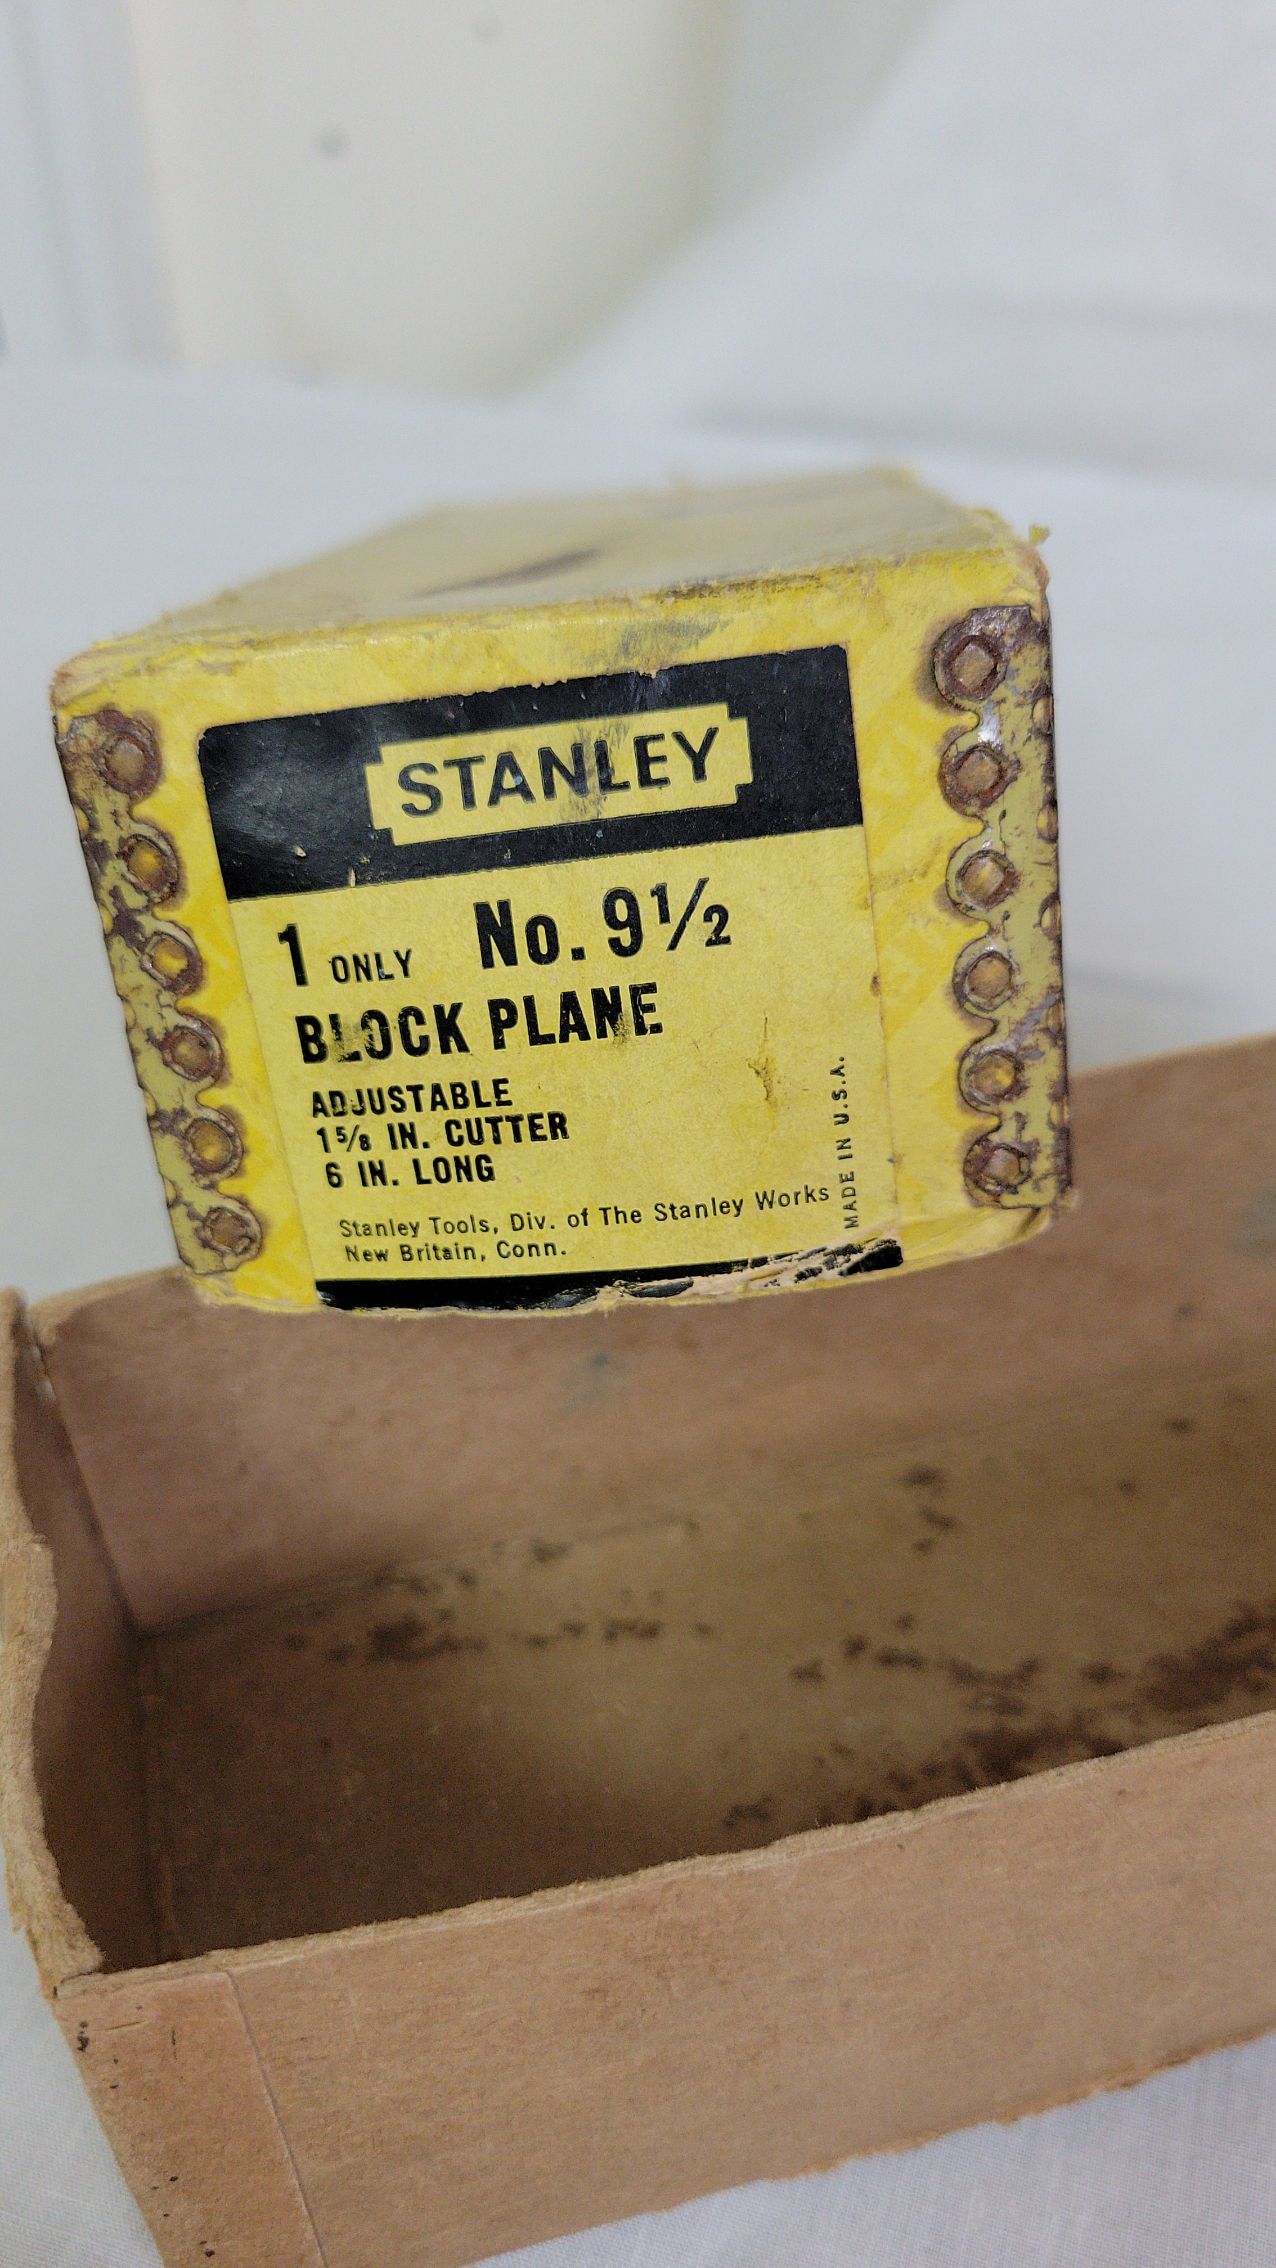 STANLEY
1 ONLY No. 9½
BLOCK PLANE
ADJUSTABLE
1⅝ IN. CUTTER
6 IN. LONG
Stanley Tools, Div. of The Stanley Works
New Britain, Conn.
MADE IN U.S.A.